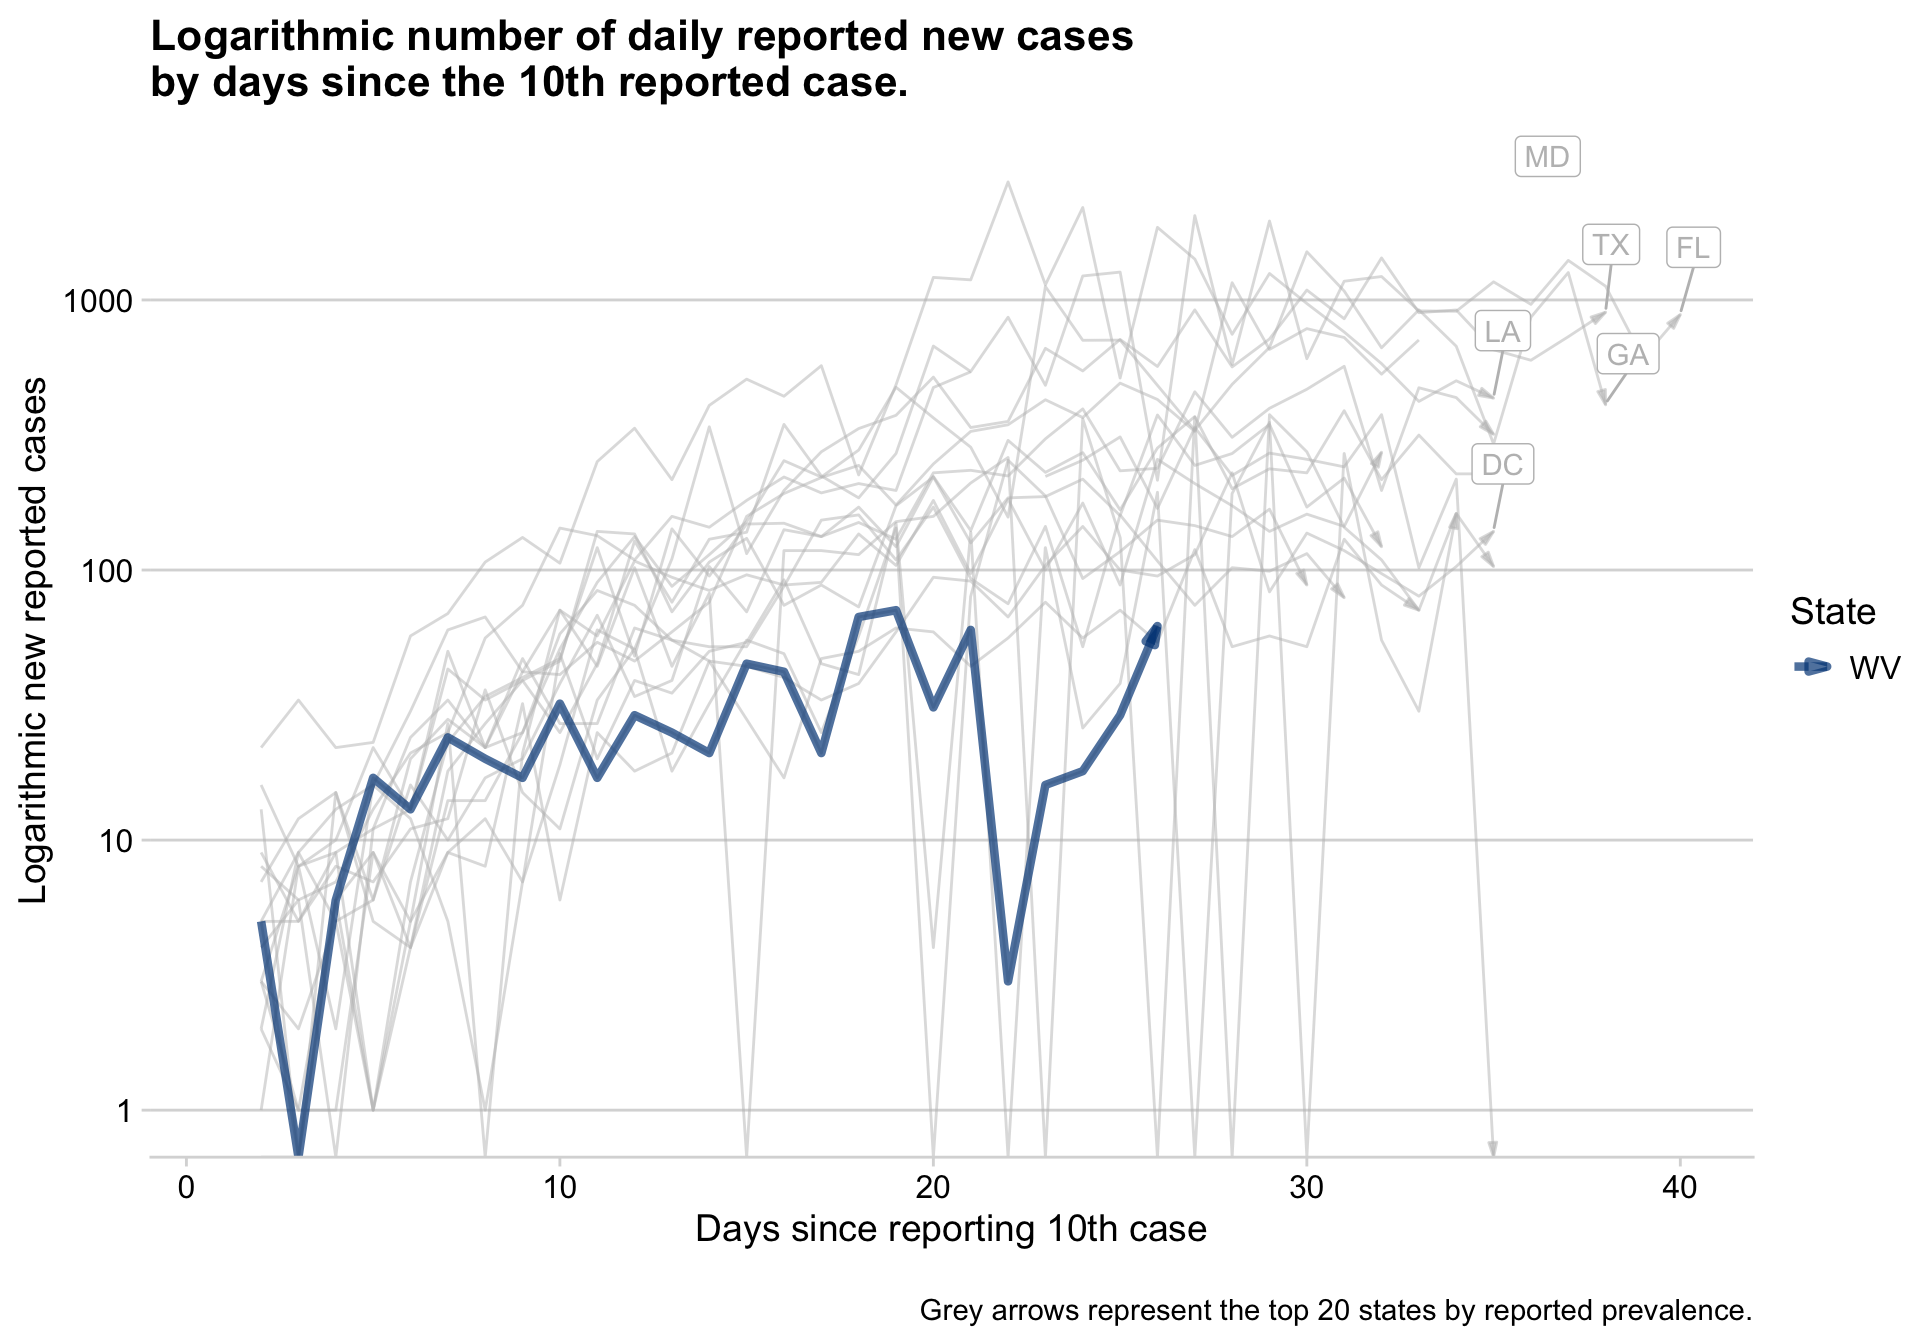 Logarithmic number of daily reported new cases
by days since the 10th reported case.
MD
TX
FL
LA
GA
DC
1000
100
10
1
Logarithmic new reported cases
0
10
20
30
40
Days since reporting 10th case
State
WV
Grey arrows represent the top 20 states by reported prevalence.